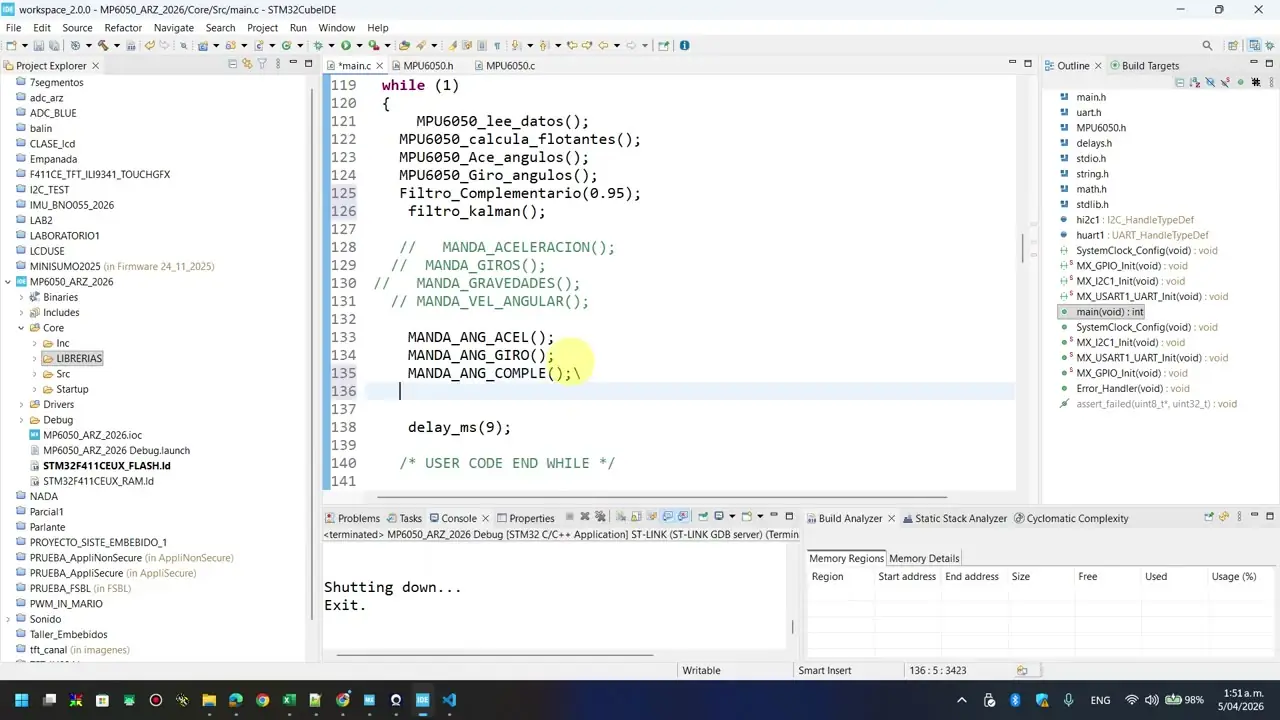 workspace_2.0.0 - MP6050_ARZ_2026/Core/Src/main.c - STM32CubeIDE
File Edit Source Refactor Navigate Search Project Run Window Help
Project Explorer
7segmentos
adc_arz
ADC_BLUE
balin
CLASE_lcd
Empanada
F411CE_TFT_ILI9341_TOUCHGFX
I2C_TEST
IMU_BNO055_2026
LAB2
LABORATORIO1
LCDUSE
MINISUMO2025 (in Firmware 24_11_2025)
MP6050_ARZ_2026
Binaries
Includes
Core
Inc
LIBRERIAS
Src
Startup
Drivers
Debug
MP6050_ARZ_2026.ioc
MP6050_ARZ_2026 Debug.launch
STM32F411CEUX_FLASH.ld
STM32F411CEUX_RAM.ld
NADA
Parcial1
Parlante
PROYECTO_SISTE_EMBEBIDO_1
PRUEBA_AppliNonSecure (in AppliNonSecure)
PRUEBA_AppliSecure (in AppliSecure)
PRUEBA_FSBL (in FSBL)
PWM_IN_MARIO
Sonido
Taller_Embebidos
tft_canal (in imagenes)
*main.c MPU6050.h MPU6050.c
119 while (1)
120 {
121 MPU6050_lee_datos();
122 MPU6050_calcula_flotantes();
123 MPU6050_Ace_angulos();
124 MPU6050_Giro_angulos();
125 Filtro_Complementario(0.95);
126 filtro_kalman();
127
128 // MANDA_ACELERACION();
129 // MANDA_GIROS();
130 // MANDA_GRAVEDADES();
131 // MANDA_VEL_ANGULAR();
132
133 MANDA_ANG_ACEL();
134 MANDA_ANG_GIRO();
135 MANDA_ANG_COMPLE();\
136
137
138 delay_ms(9);
139
140 /* USER CODE END WHILE */
141
Outline Build Targets
main.h
uart.h
MPU6050.h
delays.h
stdio.h
string.h
math.h
stdlib.h
hi2c1 : I2C_HandleTypeDef
huart1 : UART_HandleTypeDef
SystemClock_Config(void) : void
MX_GPIO_Init(void) : void
MX_I2C1_Init(void) : void
MX_USART1_UART_Init(void) : void
main(void) : int
SystemClock_Config(void) : void
MX_I2C1_Init(void) : void
MX_USART1_UART_Init(void) : void
MX_GPIO_Init(void) : void
Error_Handler(void) : void
assert_failed(uint8_t*, uint32_t) : void
Problems Tasks Console Properties
<terminated> MP6050_ARZ_2026 Debug [STM32 C/C++ Application] ST-LINK (ST-LINK GDB server) (Termin
Shutting down...
Exit.
Build Analyzer Static Stack Analyzer Cyclomatic Complexity
Memory Regions Memory Details
Region Start address End address Size Free Used Usage (%)
Writable Smart Insert 136 : 5 : 3423
ENG 98% 1:51 a.m.
5/04/2026